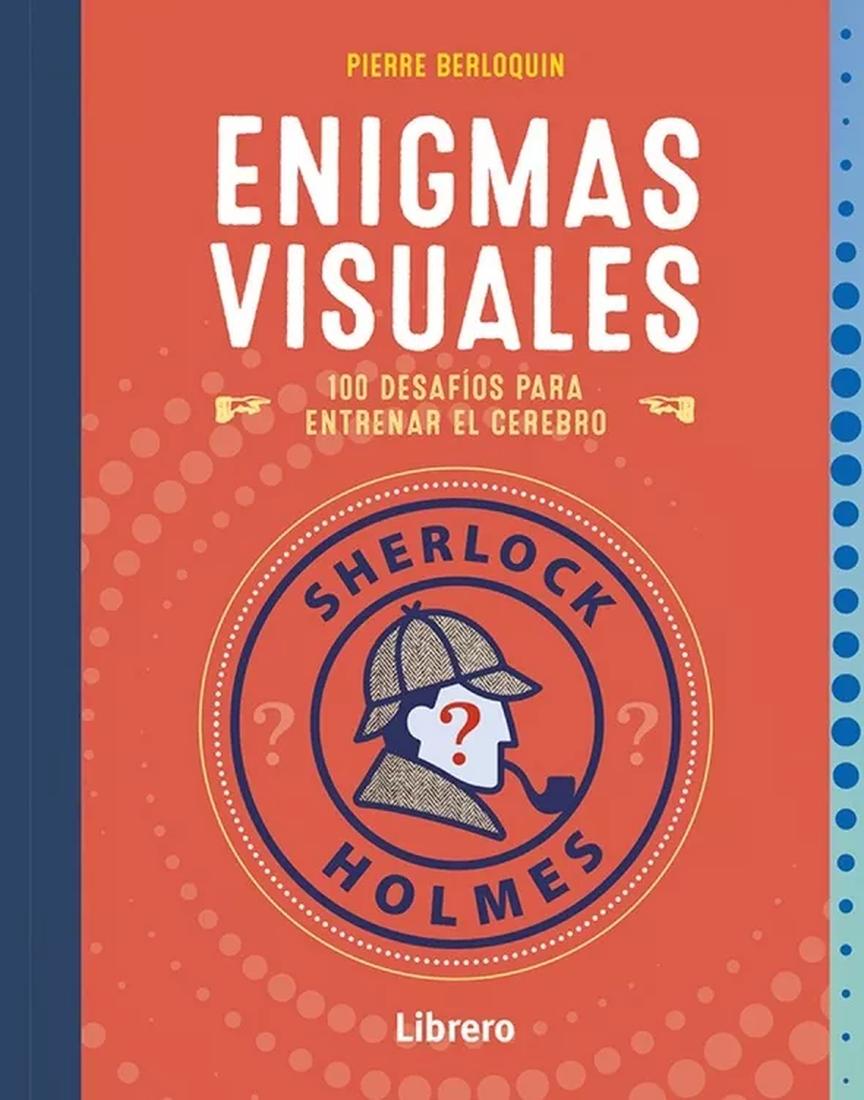 PIERRE BERLOQUIN
ENIGMAS
VISUALES
100 DESAFÍOS PARA
ENTRENAR EL CEREBRO
SHERLOCK
? ? ?
HOLMES
Librero